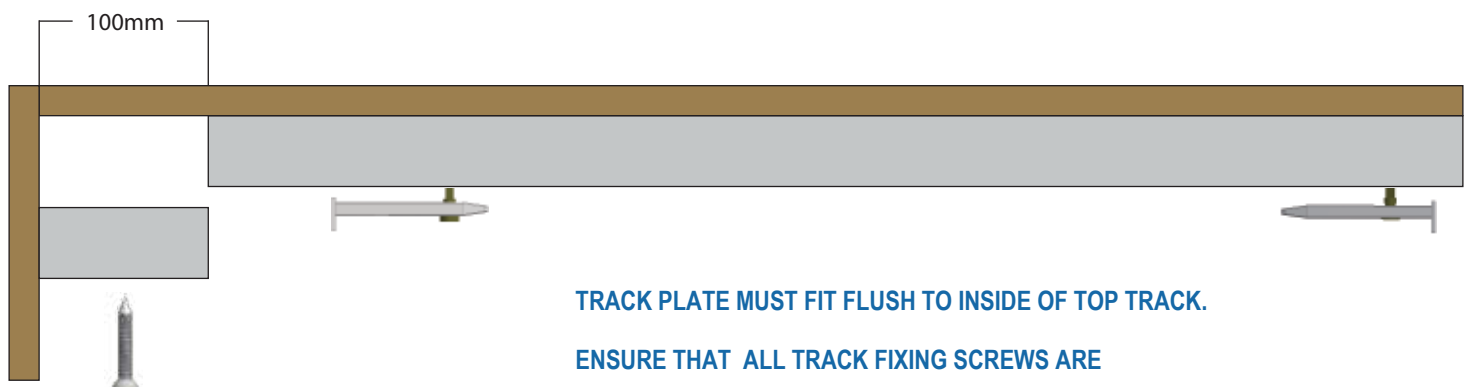 100mm
TRACK PLATE MUST FIT FLUSH TO INSIDE OF TOP TRACK.
ENSURE THAT ALL TRACK FIXING SCREWS ARE